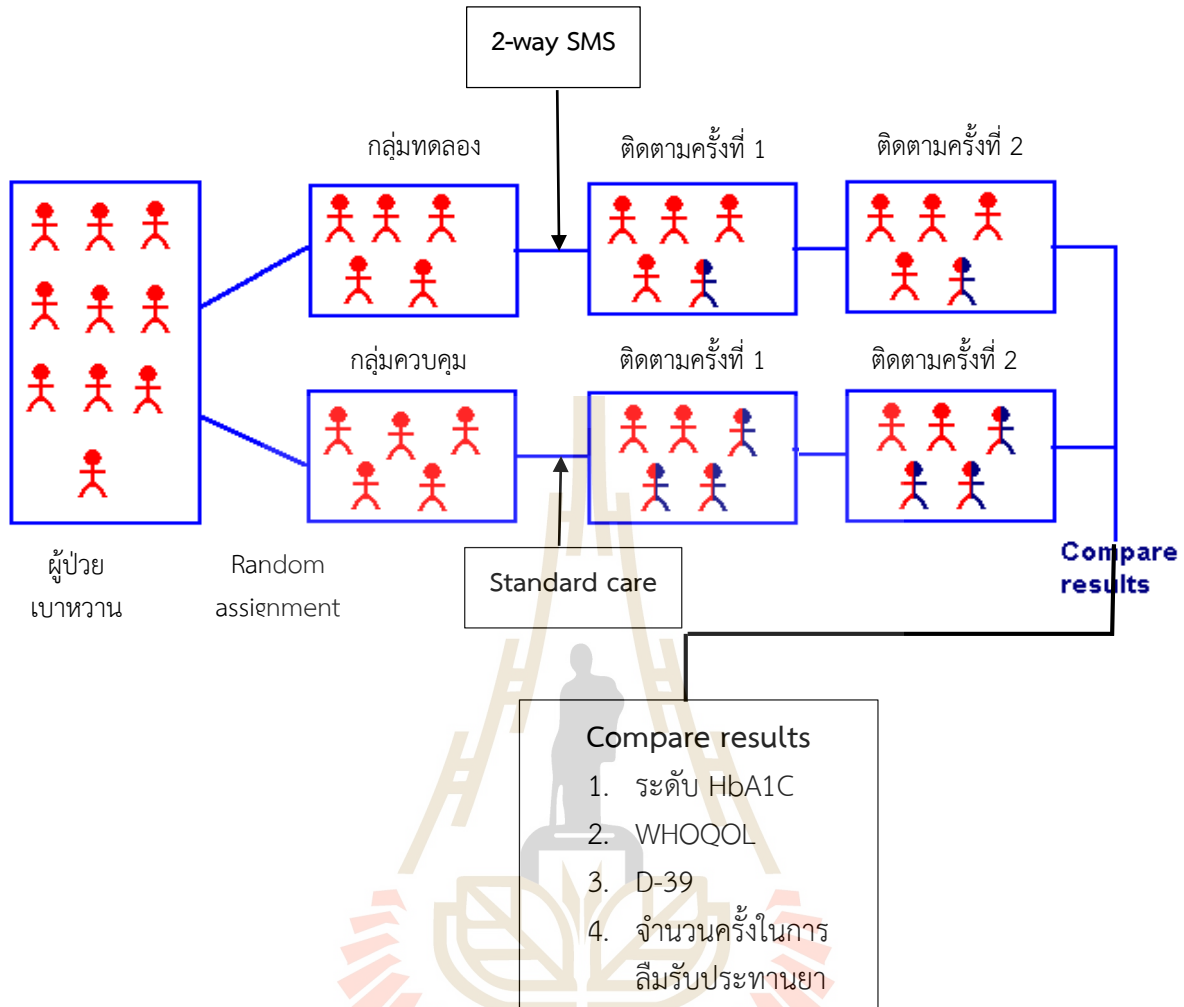 2-way SMS
กลุ่มทดลอง
ติดตามครั้งที่ 1
ติดตามครั้งที่ 2
กลุ่มควบคุม
ติดตามครั้งที่ 1
ติดตามครั้งที่ 2
ผู้ป่วย
เบาหวาน
Random
assignment
Standard care
Compare
results
Compare results
1. ระดับ HbA1C
2. WHOQOL
3. D-39
4. จำนวนครั้งในการ
ลืมรับประทานยา